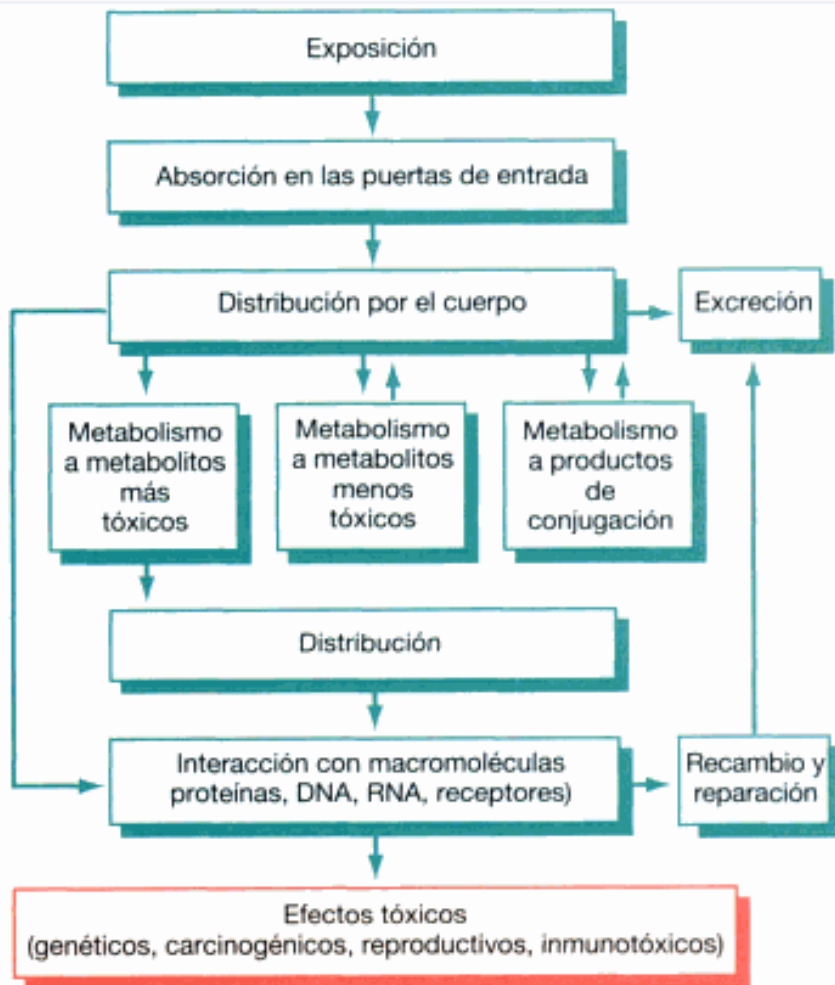 Exposición
Absorción en las puertas de entrada
Distribución por el cuerpo
Excreción
Metabolismo
a metabolitos
más
tóxicos
Metabolismo
a metabolitos
menos
tóxicos
Metabolismo
a productos
de
conjugación
Distribución
Interacción con macromoléculas
proteínas, DNA, RNA, receptores)
Recambio y
reparación
Efectos tóxicos
(genéticos, carcinogénicos, reproductivos, inmunotóxicos)